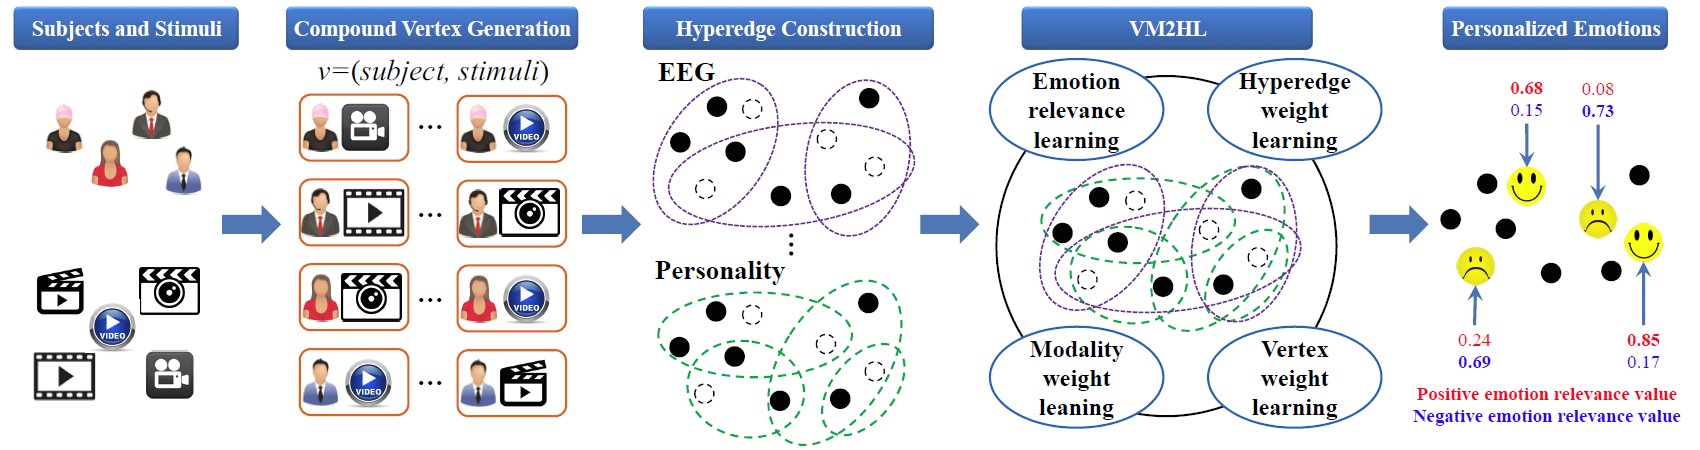 Subjects and Stimuli
Compound Vertex Generation
Hyperedge Construction
VM2HL
Personalized Emotions
v=(subject, stimuli)
...
VIDEO
...
...
VIDEO
VIDEO
...
VIDEO
VIDEO
EEG
...
Personality
Emotion
relevance
learning
Hyperedge
weight
learning
Modality
weight
leaning
Vertex
weight
learning
0.68
0.15
0.08
0.73
0.24
0.69
0.85
0.17
Positive emotion relevance value
Negative emotion relevance value